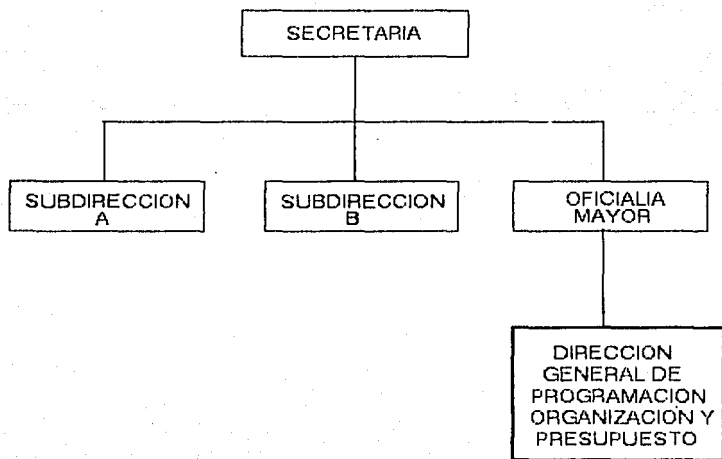 SECRETARIA
SUBDIRECCION
A
SUBDIRECCION
B
OFICIALIA
MAYOR
DIRECCION
GENERAL DE
PROGRAMACION
ORGANIZACIÓN Y
PRESUPUESTO